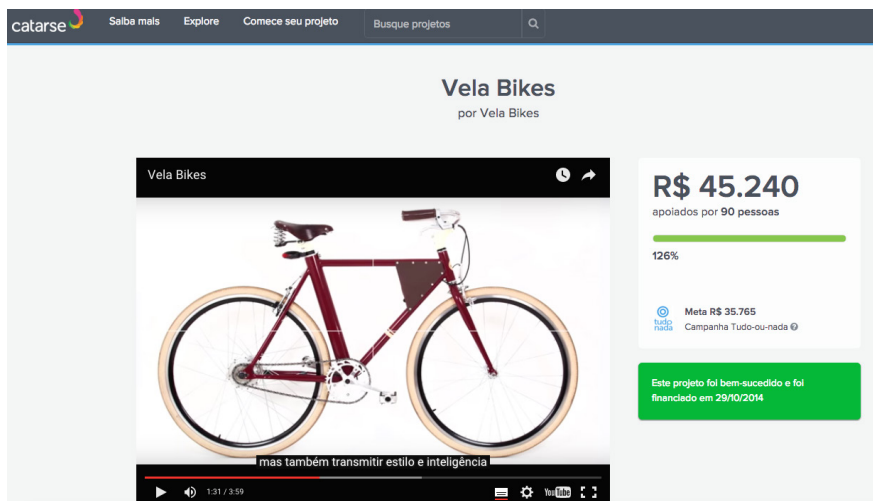 catarse
Saiba mais Explore Comece seu projeto Busque projetos
Vela Bikes
por Vela Bikes
Vela Bikes
mas também transmitir estilo e inteligência
1:31 / 3:59
YouTube
R$ 45.240
apoiados por 90 pessoas
126%
tudo nada
Meta R$ 35.765
Campanha Tudo-ou-nada
Este projeto foi bem-sucedido e foi
financiado em 29/10/2014